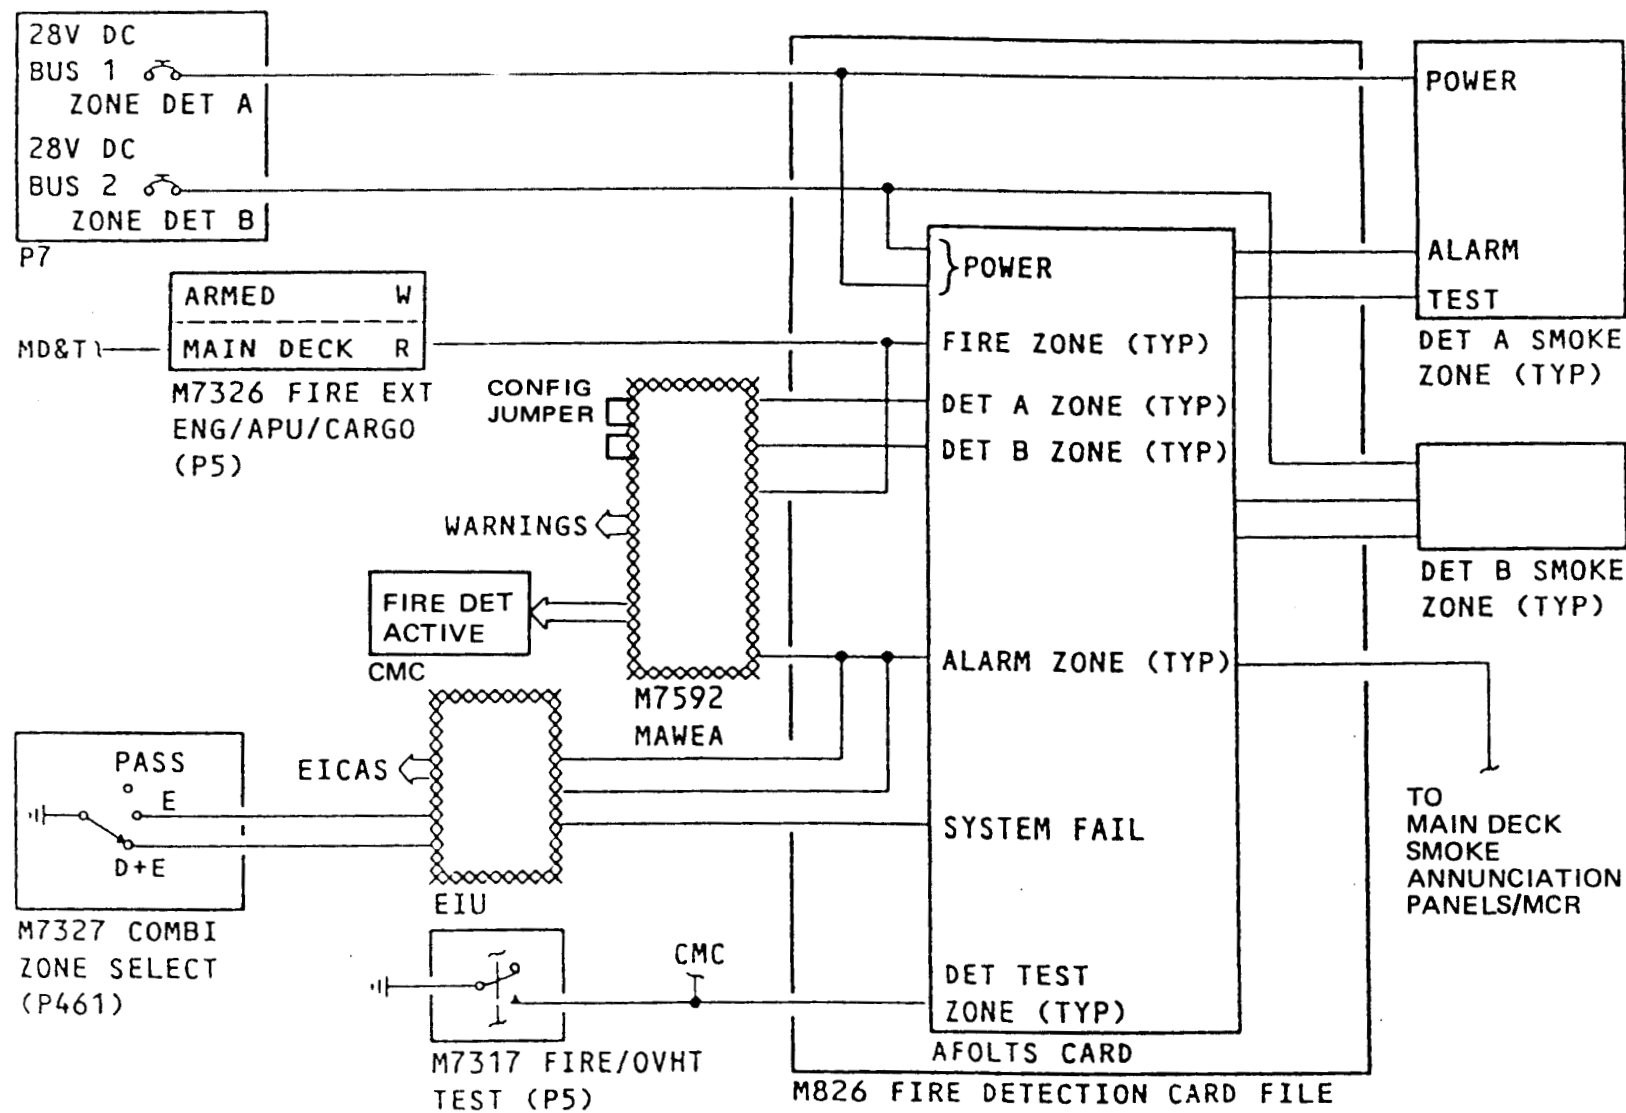 28V DC
BUS 1
ZONE DET A
28V DC
BUS 2
ZONE DET B
P7
ARMED W
MAIN DECK R
MD&T
M7326 FIRE EXT
ENG/APU/CARGO
(P5)
CONFIG
JUMPER
WARNINGS
FIRE DET
ACTIVE
CMC
M7592
MAWEA
EICAS
EIU
PASS
E
D+E
M7327 COMBI
ZONE SELECT
(P461)
M7317 FIRE/OVHT
TEST (P5)
CMC
POWER
FIRE ZONE (TYP)
DET A ZONE (TYP)
DET B ZONE (TYP)
ALARM ZONE (TYP)
SYSTEM FAIL
DET TEST
ZONE (TYP)
AFOLTS CARD
M826 FIRE DETECTION CARD FILE
POWER
ALARM
TEST
DET A SMOKE
ZONE (TYP)
DET B SMOKE
ZONE (TYP)
TO
MAIN DECK
SMOKE
ANNUNCIATION
PANELS/MCR